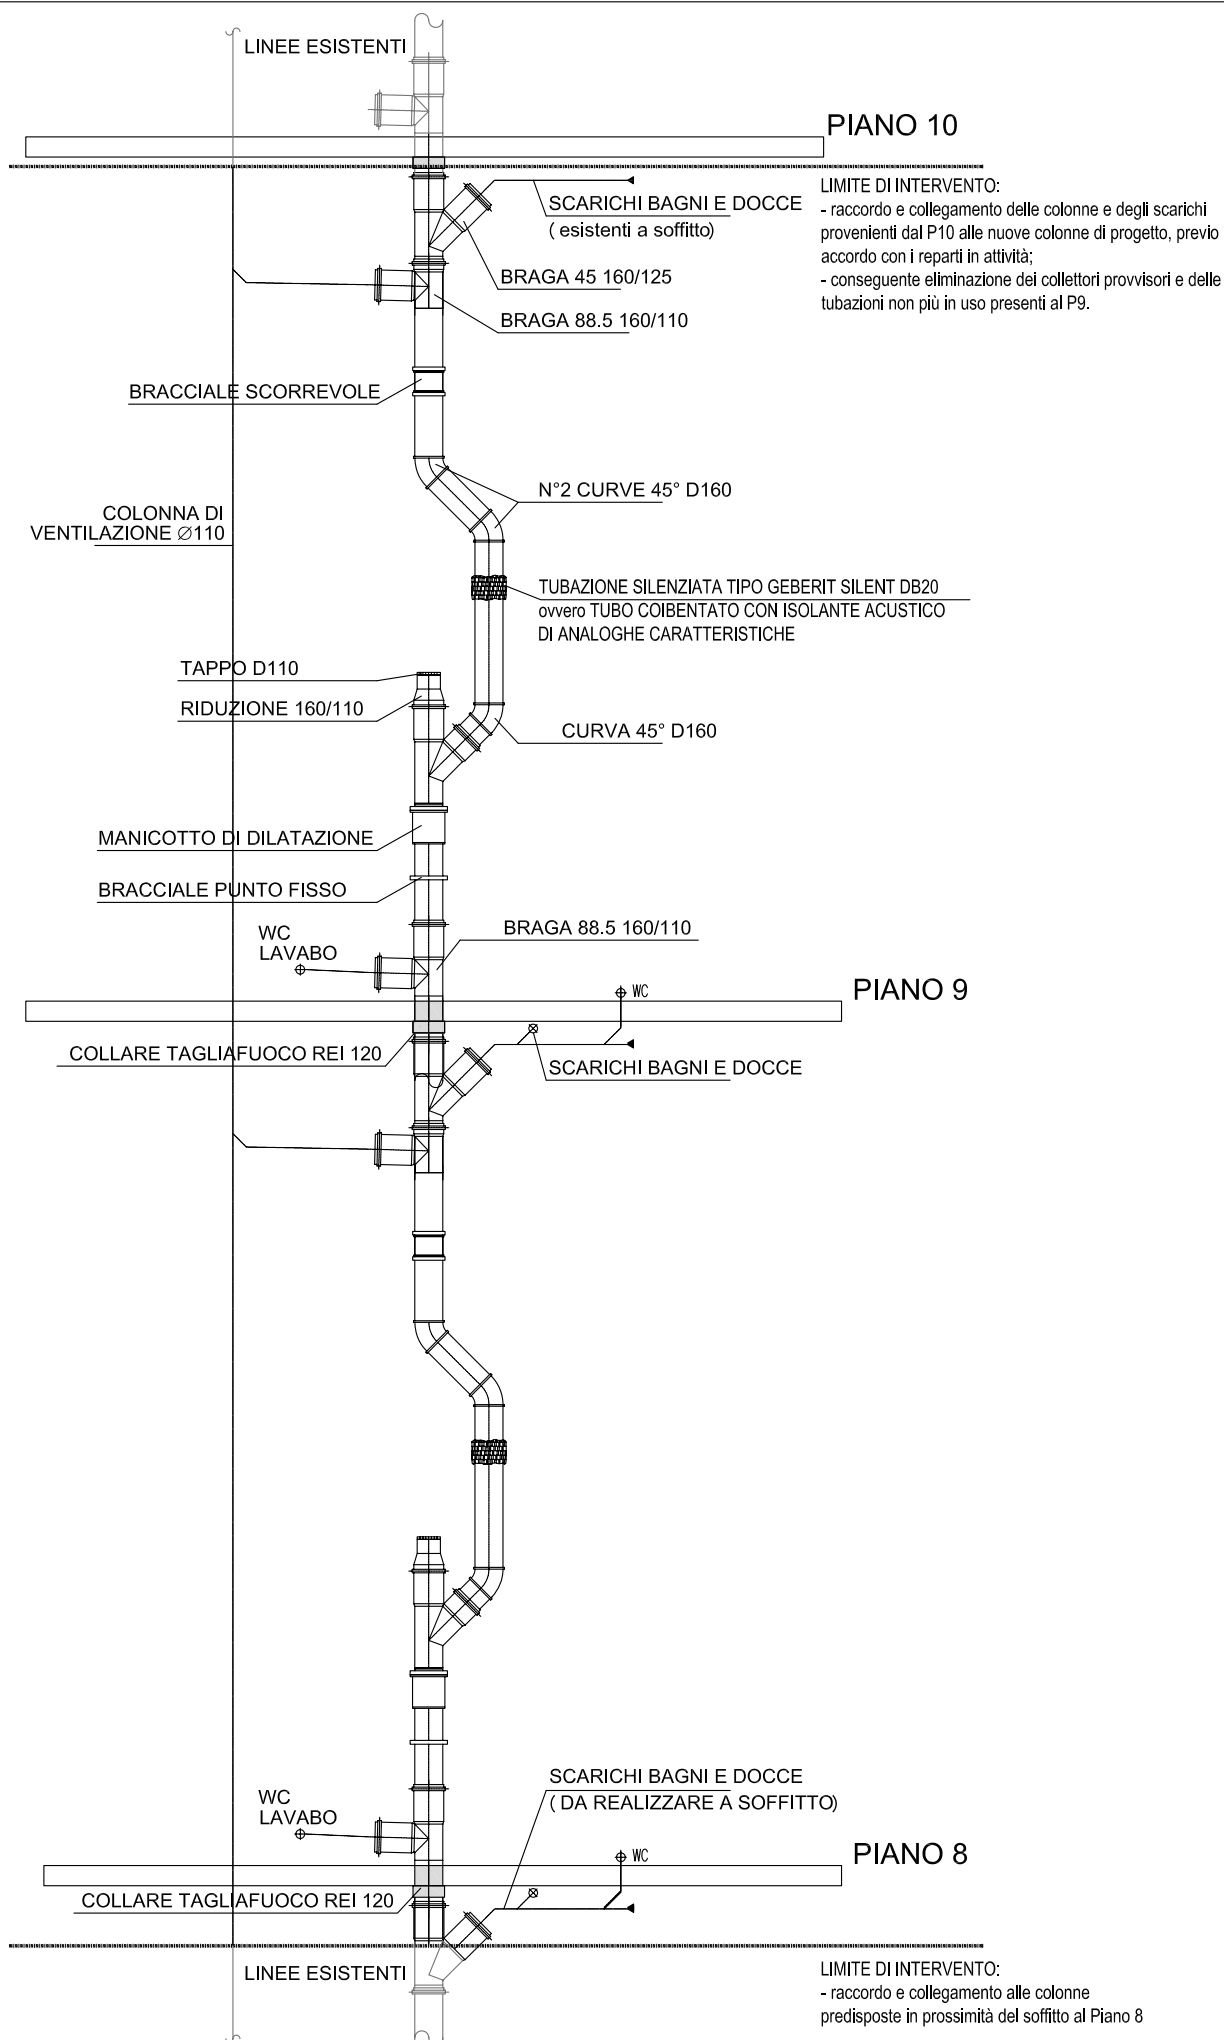 LINEE ESISTENTI
PIANO 10
LIMITE DI INTERVENTO:
- raccordo e collegamento delle colonne e degli scarichi
provenienti dal P10 alle nuove colonne di progetto, previo
accordo con i reparti in attività;
- conseguente eliminazione dei collettori provvisori e delle
tubazioni non più in uso presenti al P9.
SCARICHI BAGNI E DOCCE
( esistenti a soffitto)
BRAGA 45 160/125
BRAGA 88.5 160/110
BRACCIALE SCORREVOLE
N°2 CURVE 45° D160
COLONNA DI
VENTILAZIONE ∅110
TUBAZIONE SILENZIATA TIPO GEBERIT SILENT DB20
ovvero TUBO COIBENTATO CON ISOLANTE ACUSTICO
DI ANALOGHE CARATTERISTICHE
TAPPO D110
RIDUZIONE 160/110
CURVA 45° D160
MANICOTTO DI DILATAZIONE
BRACCIALE PUNTO FISSO
BRAGA 88.5 160/110
WC
LAVABO
PIANO 9
WC
COLLARE TAGLIAFUOCO REI 120
SCARICHI BAGNI E DOCCE
SCARICHI BAGNI E DOCCE
( DA REALIZZARE A SOFFITTO)
WC
LAVABO
PIANO 8
WC
COLLARE TAGLIAFUOCO REI 120
LINEE ESISTENTI
LIMITE DI INTERVENTO:
- raccordo e collegamento alle colonne
predisposte in prossimità del soffitto al Piano 8